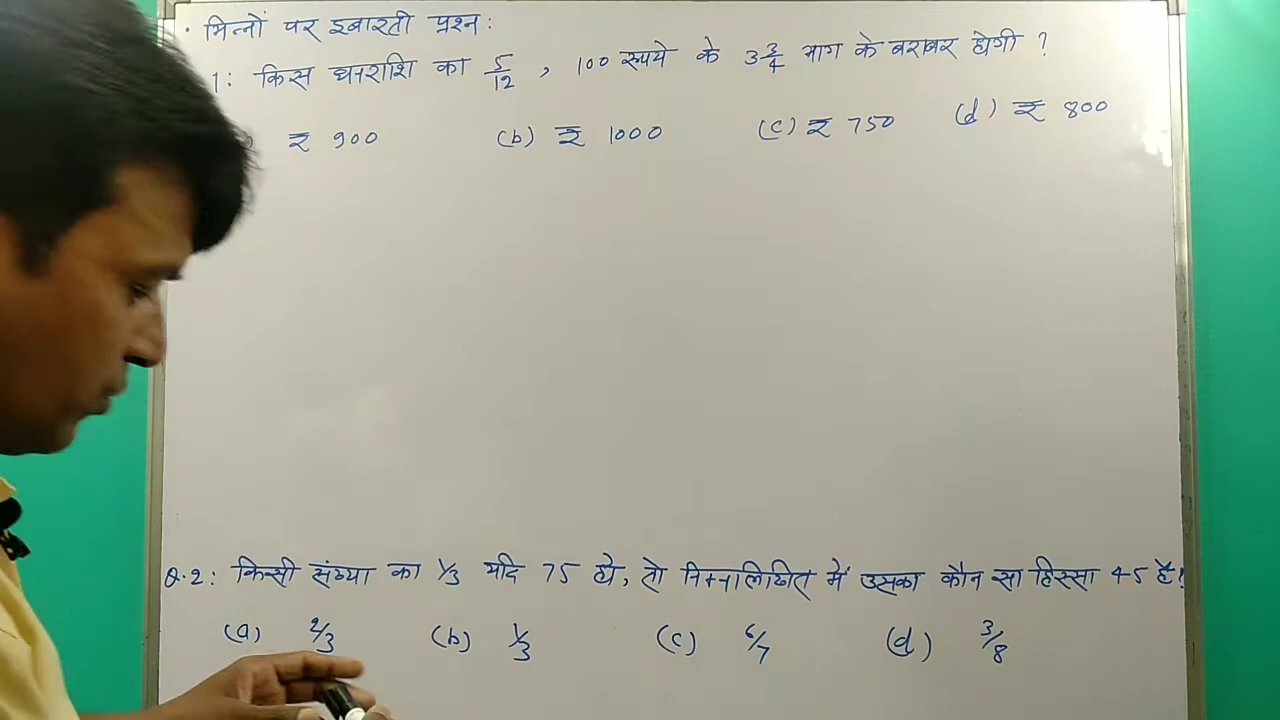 · भिन्नों पर इबारती प्रश्न:
1: किस धनराशि का 5/12 , 100 रूपये के 3 3/4 भाग के बराबर होगी ?
₹ 900 (b) ₹ 1000 (c) ₹ 750 (d) ₹ 800
Q.2: किसी संख्या का 1/3 यदि 75 हो, तो निम्नलिखित में उसका कौन सा हिस्सा 45 है!
(a) 2/3 (b) 1/3 (c) 6/7 (d) 3/8